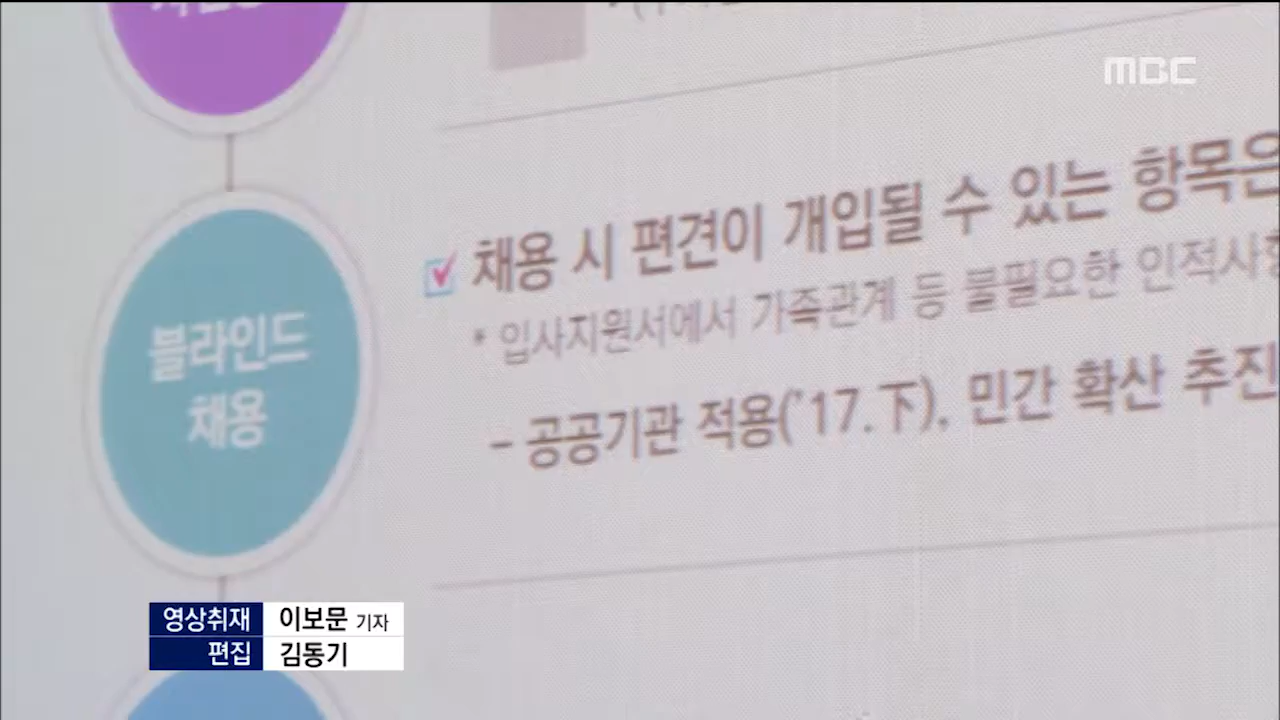 MBC
채용 시 편견이 개입될 수 있는 항목은
* 입사지원서에서 가족관계 등 불필요한 인적사항
블라인드
채용
- 공공기관 적용('17.下), 민간 확산 추진
영상취재 이보문 기자
편집 김동기